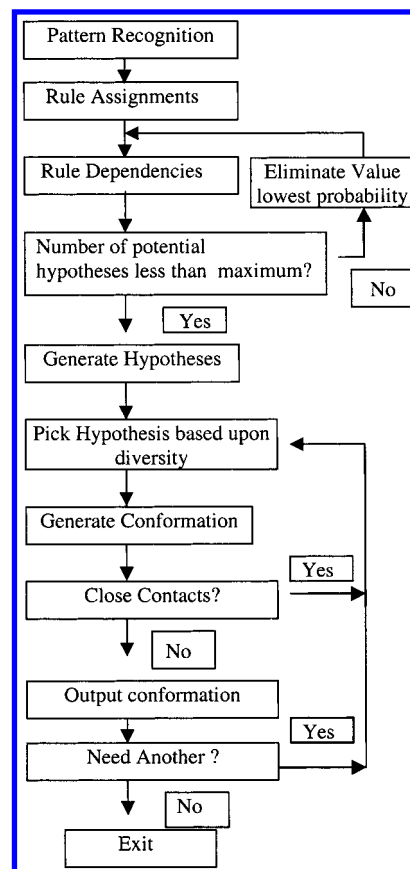 Pattern Recognition
Rule Assignments
Rule Dependencies
Eliminate Value
lowest probability
Number of potential
hypotheses less than maximum?
No
Yes
Generate Hypotheses
Pick Hypothesis based upon
diversity
Generate Conformation
Yes
Close Contacts?
No
Output conformation
Yes
Need Another ?
No
Exit